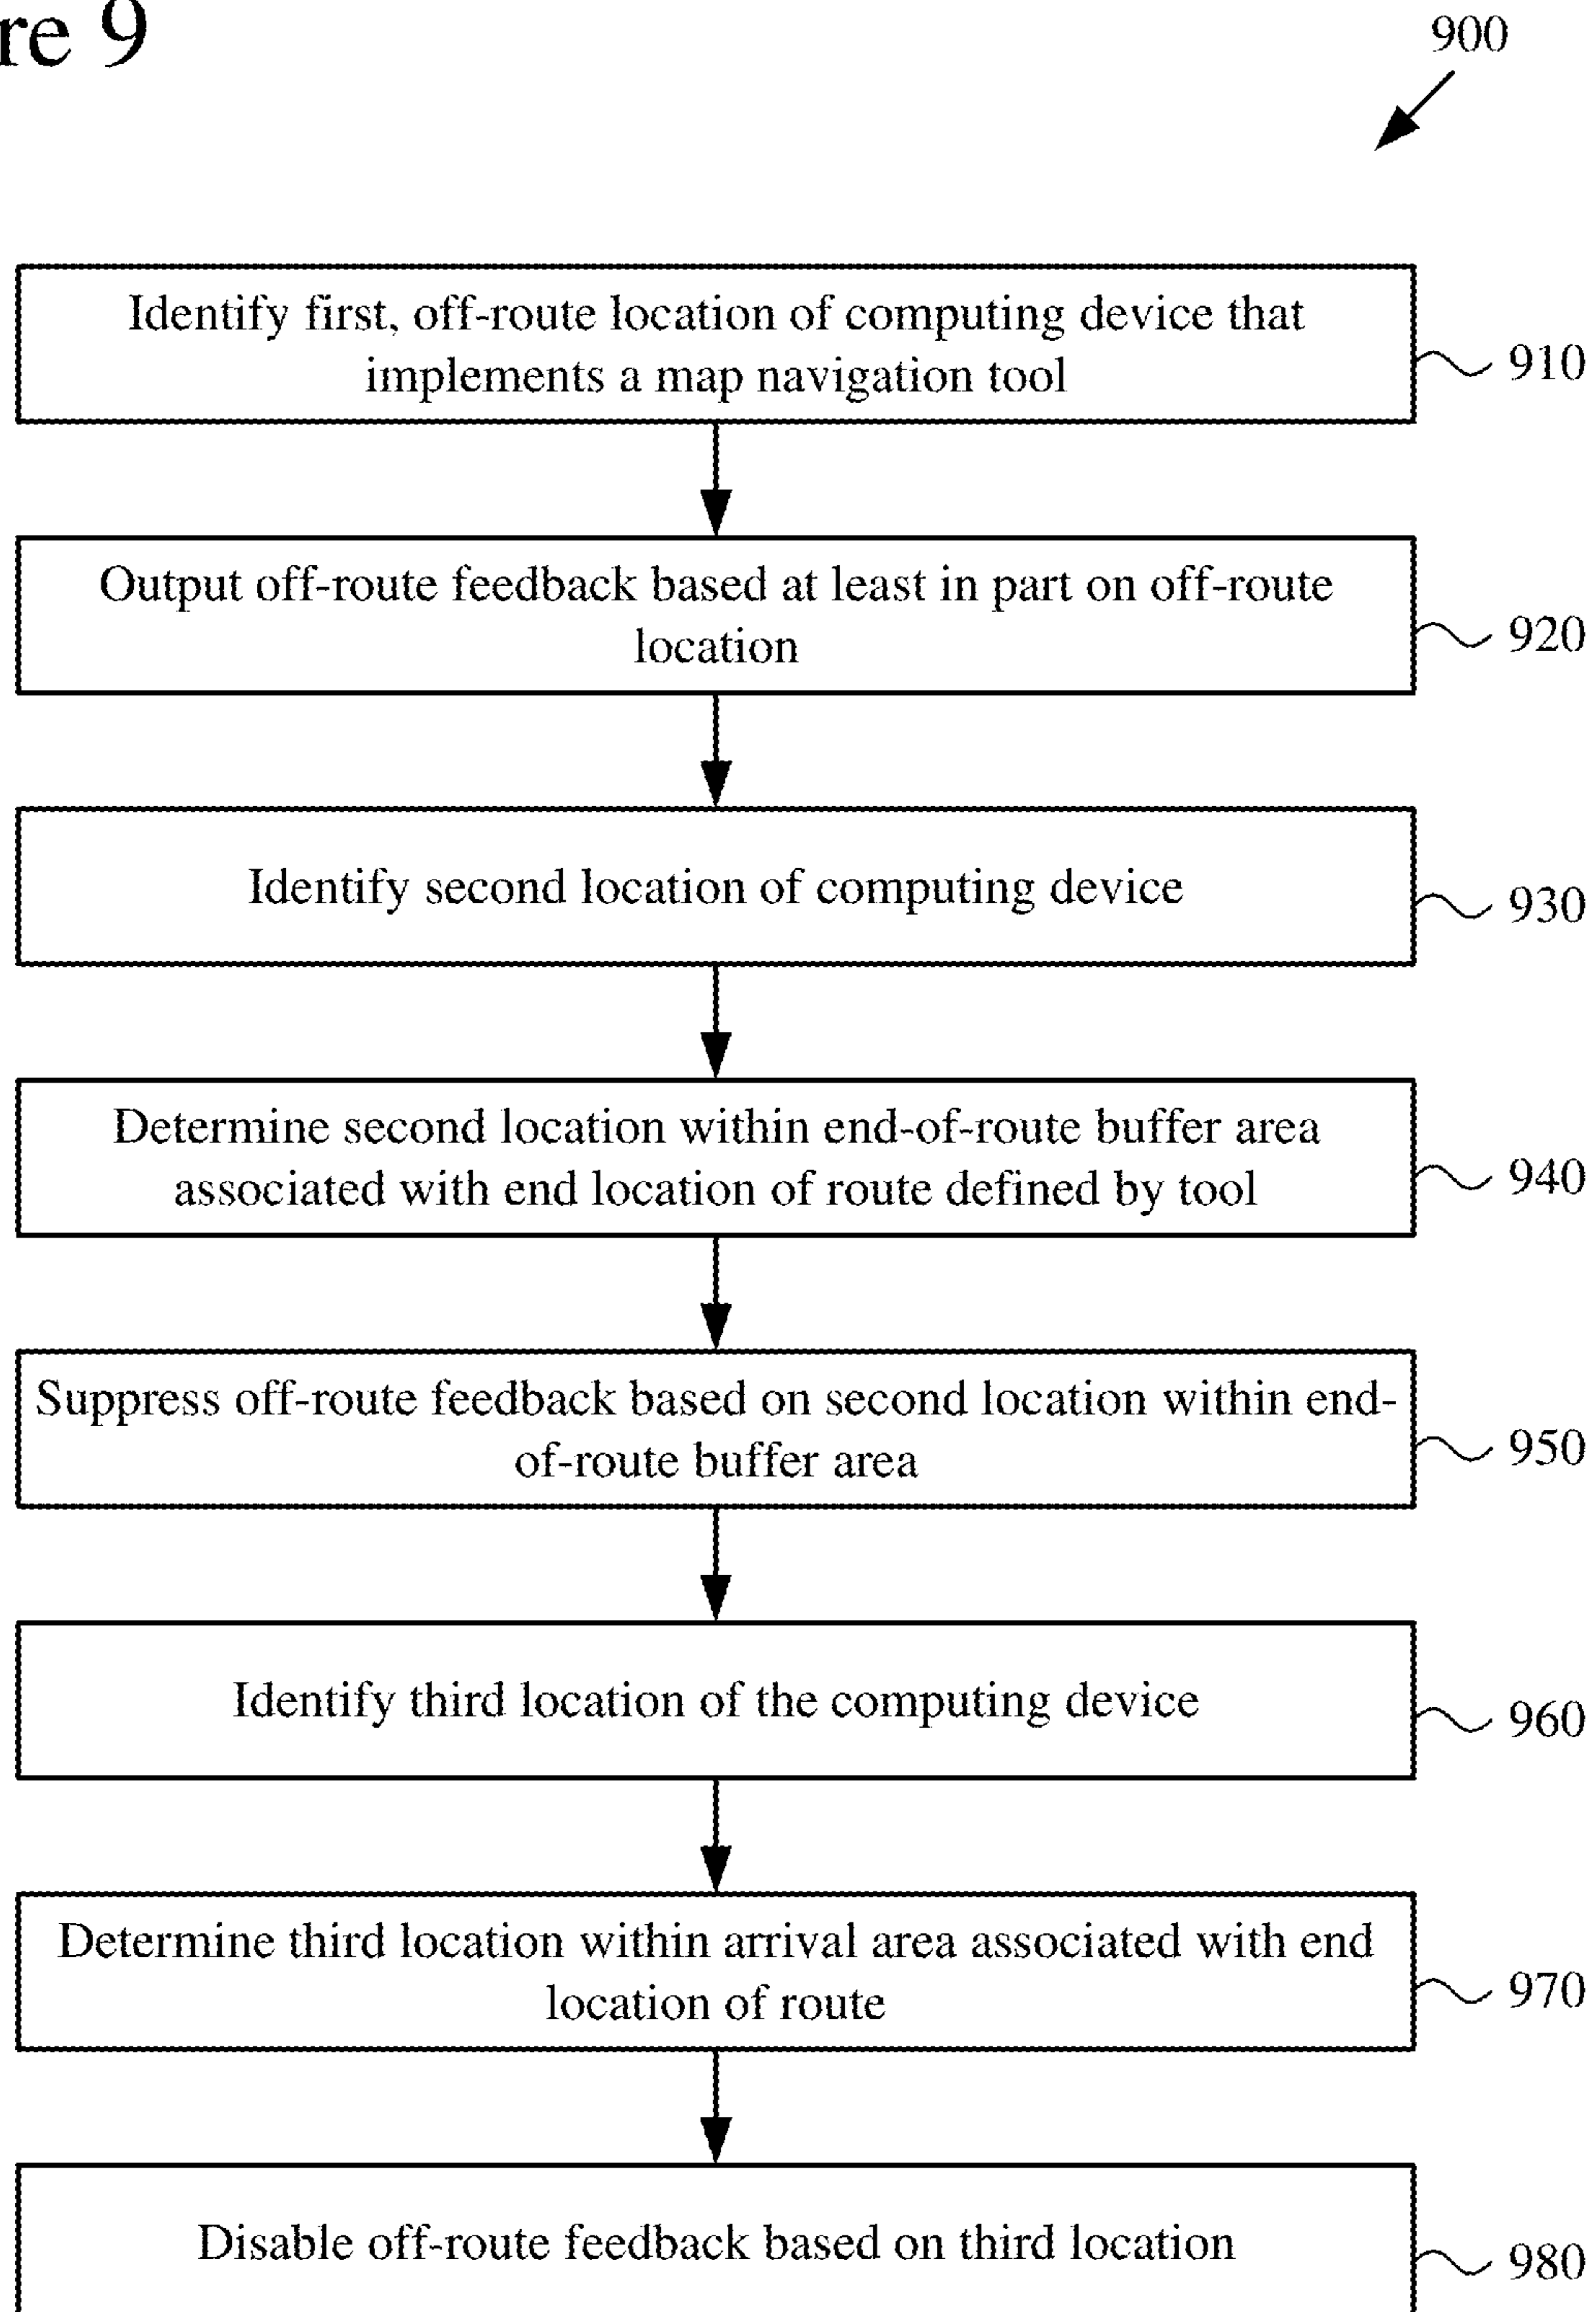 re 9
900
Identify first, off-route location of computing device that
implements a map navigation tool
910
Output off-route feedback based at least in part on off-route
location
920
Identify second location of computing device
930
Determine second location within end-of-route buffer area
associated with end location of route defined by tool
940
Suppress off-route feedback based on second location within end-
of-route buffer area
950
Identify third location of the computing device
960
Determine third location within arrival area associated with end
location of route
970
Disable off-route feedback based on third location
980